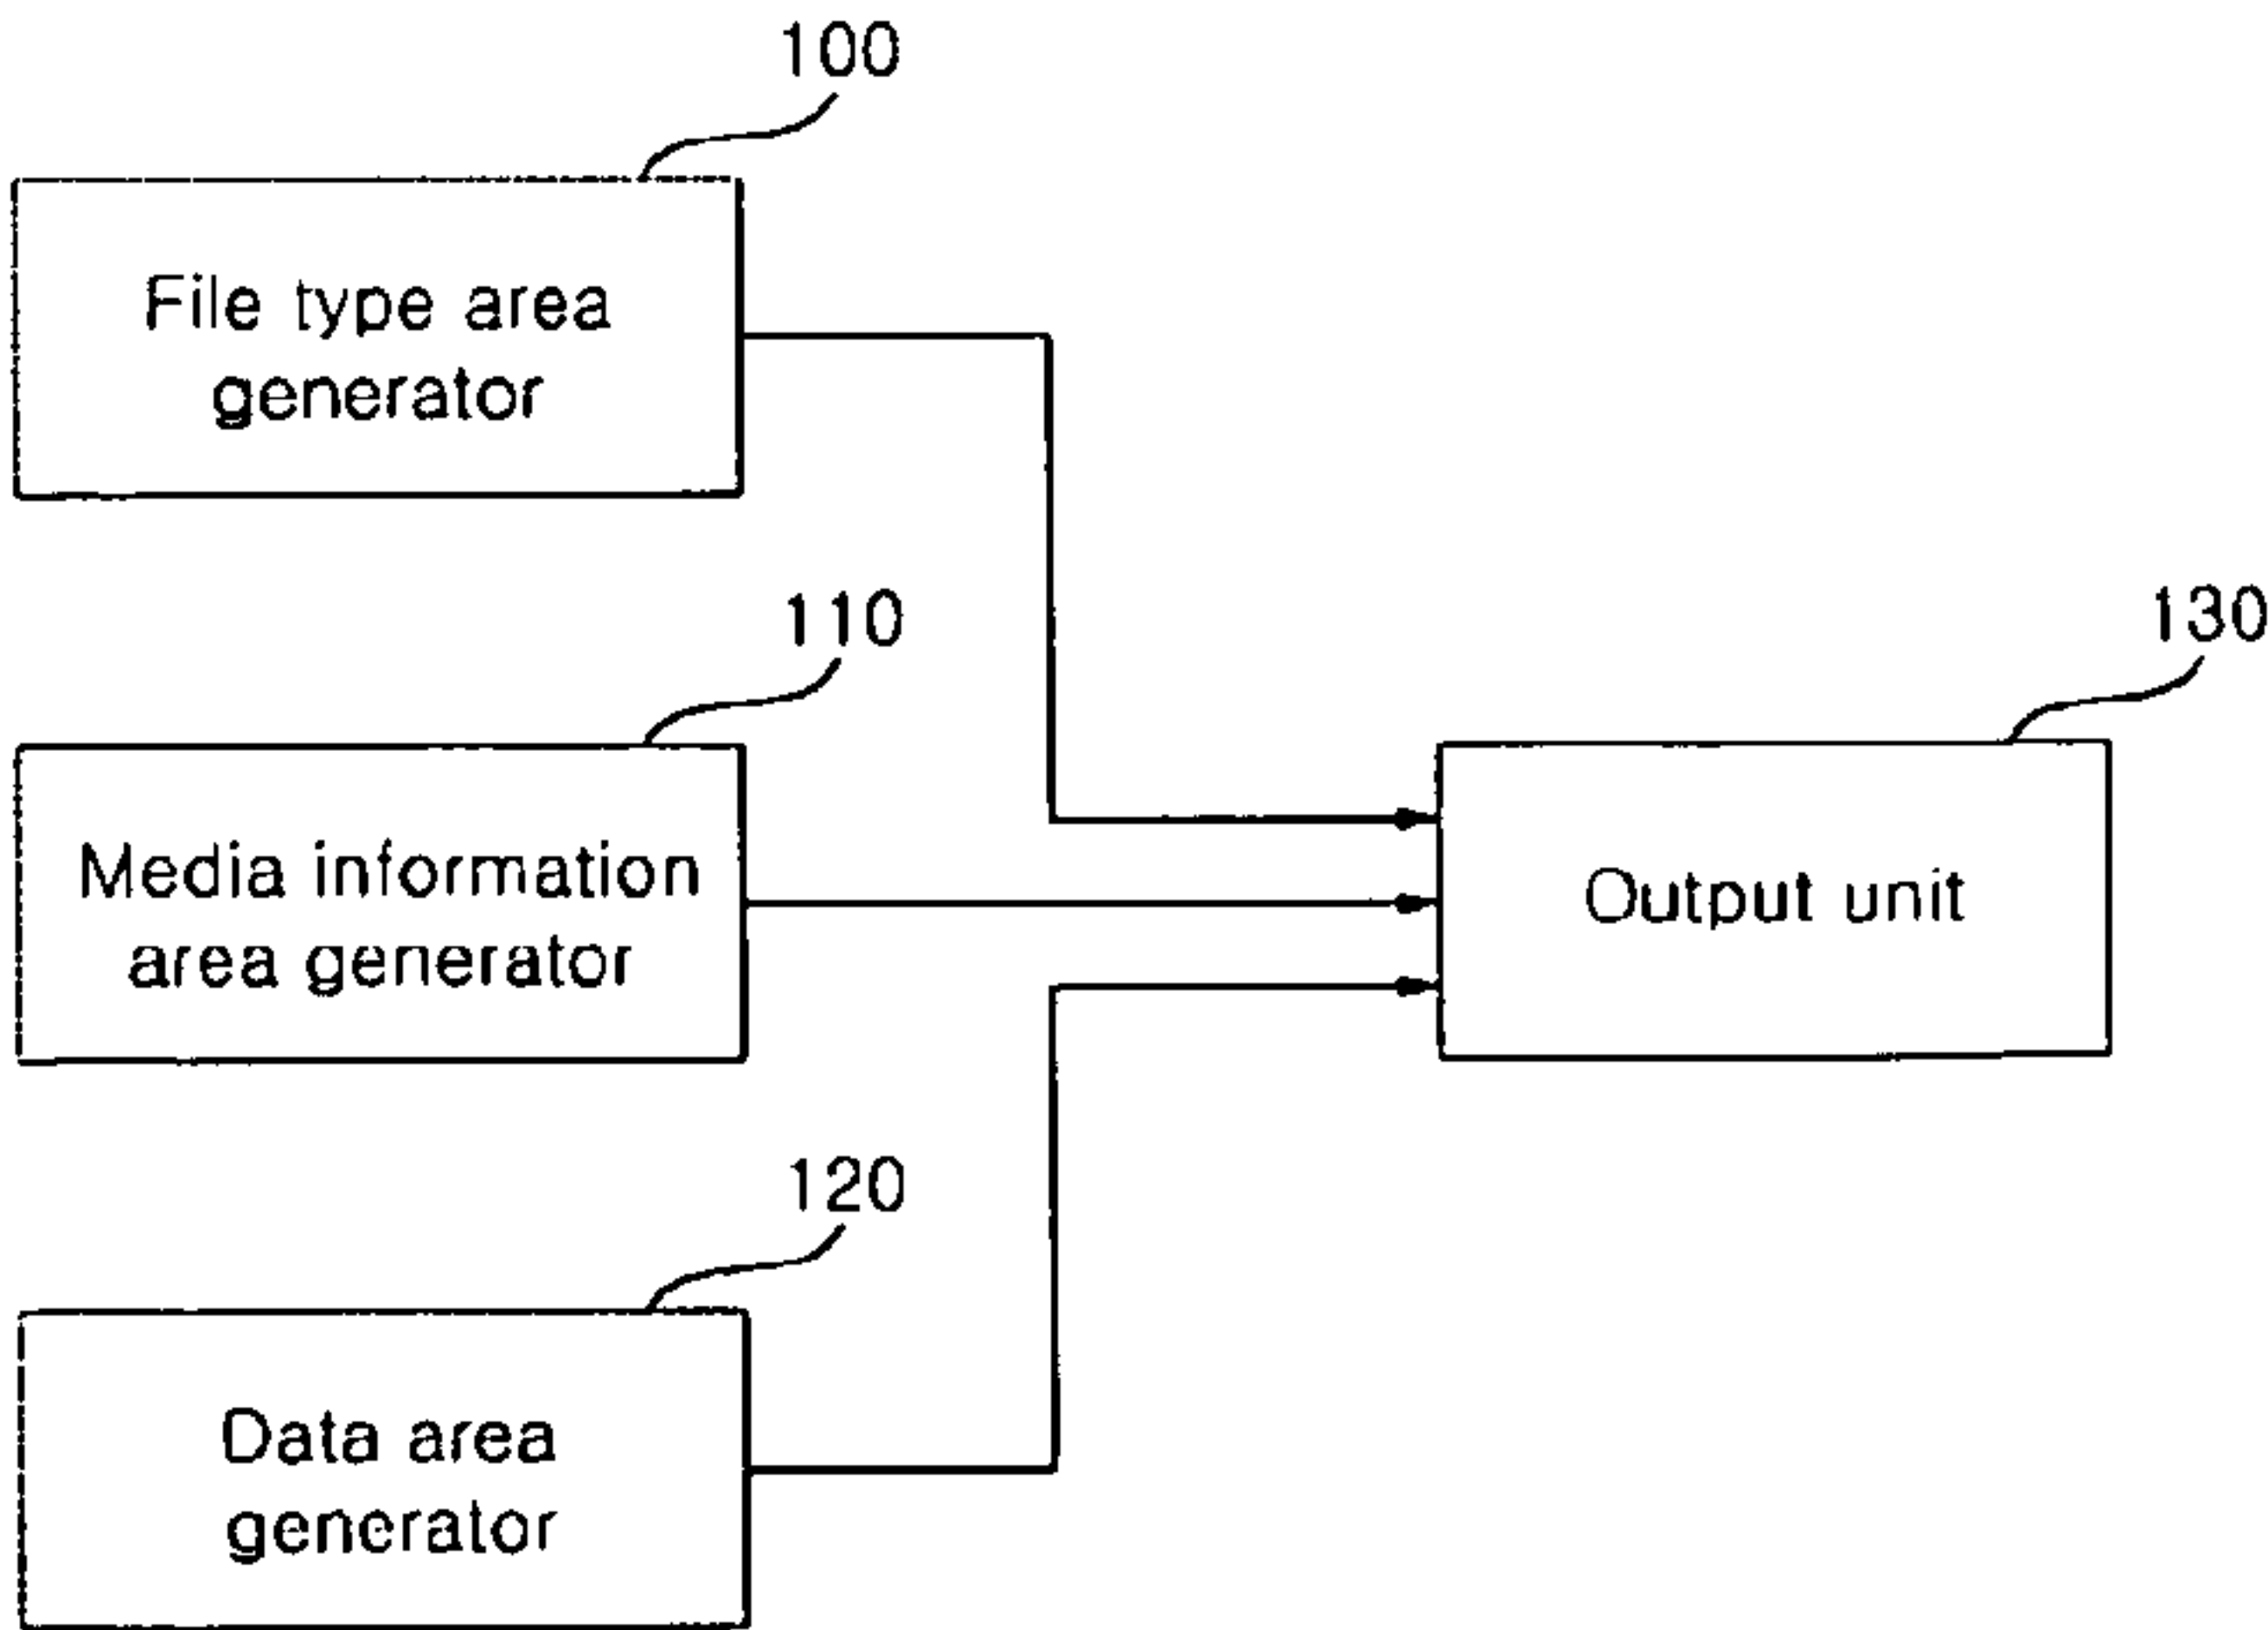 100
File type area
generator
110
Media information
area generator
130
Output unit
120
Data area
generator